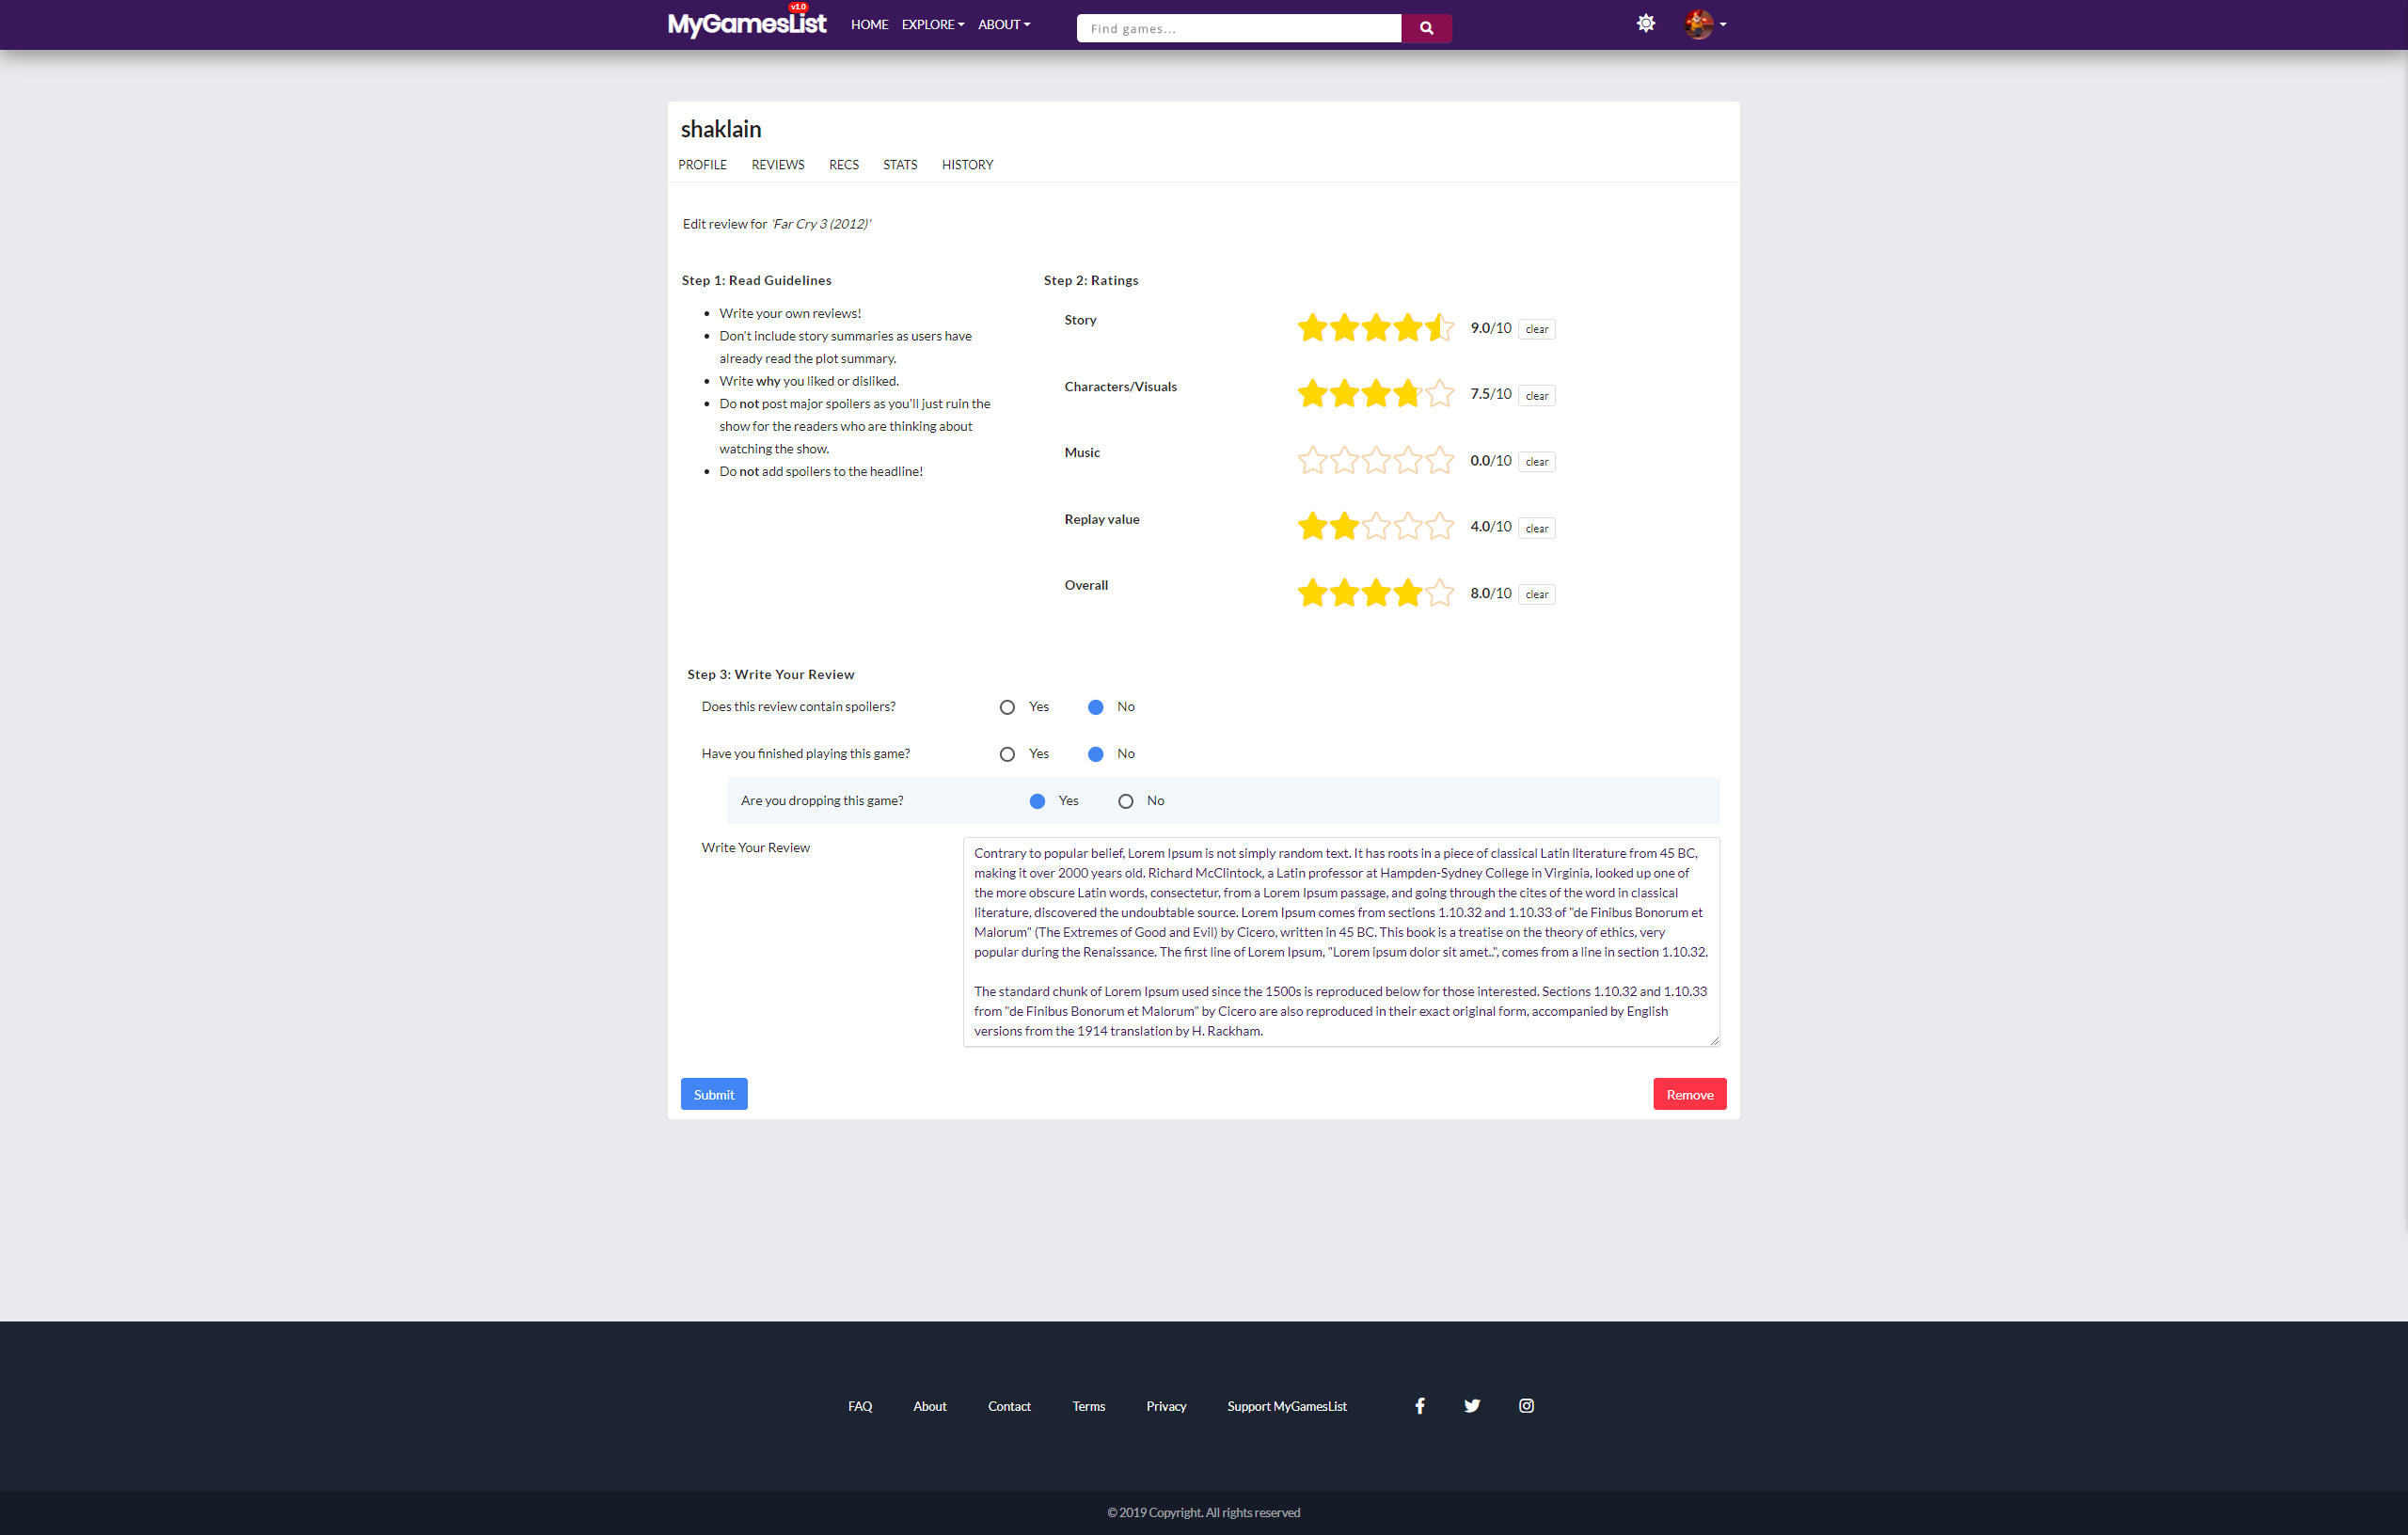 MyGamesList v1.0 HOME EXPLORE ABOUT Find games...
shaklain
PROFILE REVIEWS RECS STATS HISTORY
Edit review for 'Far Cry 3 (2012)'
Step 1: Read Guidelines
Write your own reviews!
Don't include story summaries as users have
already read the plot summary.
Write why you liked or disliked.
Do not post major spoilers as you'll just ruin the
show for the readers who are thinking about
watching the show.
Do not add spoilers to the headline!
Step 2: Ratings
Story 9.0/10 clear
Characters/Visuals 7.5/10 clear
Music 0.0/10 clear
Replay value 4.0/10 clear
Overall 8.0/10 clear
Step 3: Write Your Review
Does this review contain spoilers? Yes No
Have you finished playing this game? Yes No
Are you dropping this game? Yes No
Write Your Review
Contrary to popular belief, Lorem Ipsum is not simply random text. It has roots in a piece of classical Latin literature from 45 BC,
making it over 2000 years old. Richard McClintock, a Latin professor at Hampden-Sydney College in Virginia, looked up one of
the more obscure Latin words, consectetur, from a Lorem Ipsum passage, and going through the cites of the word in classical
literature, discovered the undoubtable source. Lorem Ipsum comes from sections 1.10.32 and 1.10.33 of "de Finibus Bonorum et
Malorum" (The Extremes of Good and Evil) by Cicero, written in 45 BC. This book is a treatise on the theory of ethics, very
popular during the Renaissance. The first line of Lorem Ipsum, "Lorem ipsum dolor sit amet..", comes from a line in section 1.10.32.
The standard chunk of Lorem Ipsum used since the 1500s is reproduced below for those interested. Sections 1.10.32 and 1.10.33
from "de Finibus Bonorum et Malorum" by Cicero are also reproduced in their exact original form, accompanied by English
versions from the 1914 translation by H. Rackham.
Submit Remove
FAQ About Contact Terms Privacy Support MyGamesList
© 2019 Copyright. All rights reserved